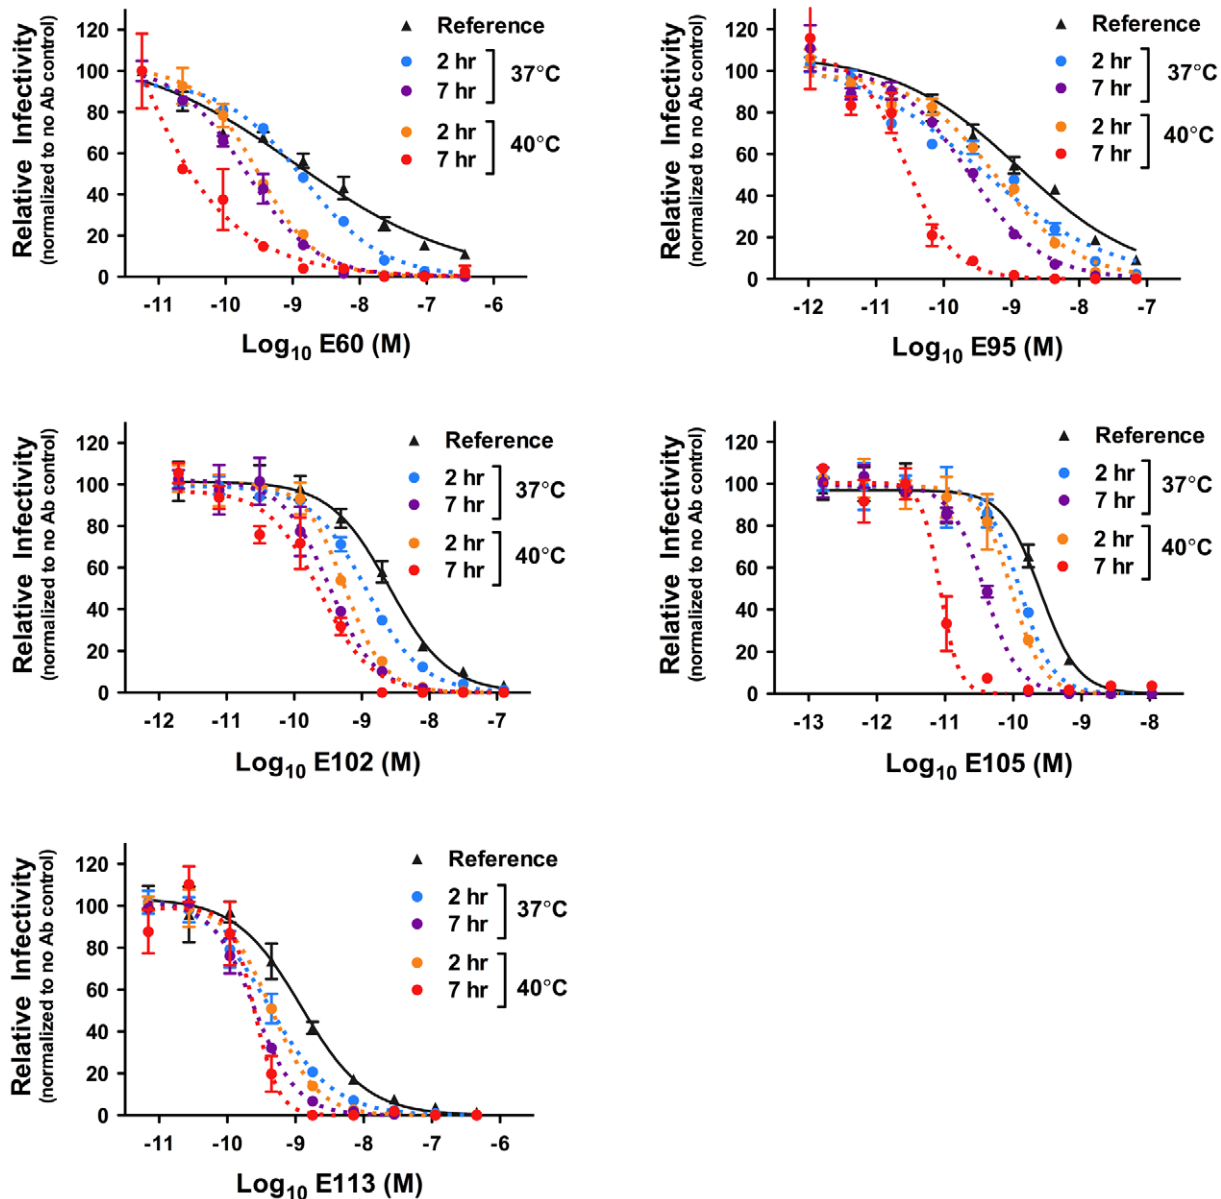 Relative Infectivity
(normalized to no Ab control)
120
100
80
60
40
20
0
-11
-10
-9
-8
-7
-6
Log10 E60 (M)
Reference
2 hr
7 hr
37°C
2 hr
7 hr
40°C
Relative Infectivity
(normalized to no Ab control)
120
100
80
60
40
20
0
-12
-11
-10
-9
-8
-7
Log10 E95 (M)
Reference
2 hr
7 hr
37°C
2 hr
7 hr
40°C
Relative Infectivity
(normalized to no Ab control)
120
100
80
60
40
20
0
-12
-11
-10
-9
-8
-7
Log10 E102 (M)
Reference
2 hr
7 hr
37°C
2 hr
7 hr
40°C
Relative Infectivity
(normalized to no Ab control)
120
100
80
60
40
20
0
-13
-12
-11
-10
-9
-8
Log10 E105 (M)
Reference
2 hr
7 hr
37°C
2 hr
7 hr
40°C
Relative Infectivity
(normalized to no Ab control)
120
100
80
60
40
20
0
-11
-10
-9
-8
-7
-6
Log10 E113 (M)
Reference
2 hr
7 hr
37°C
2 hr
7 hr
40°C